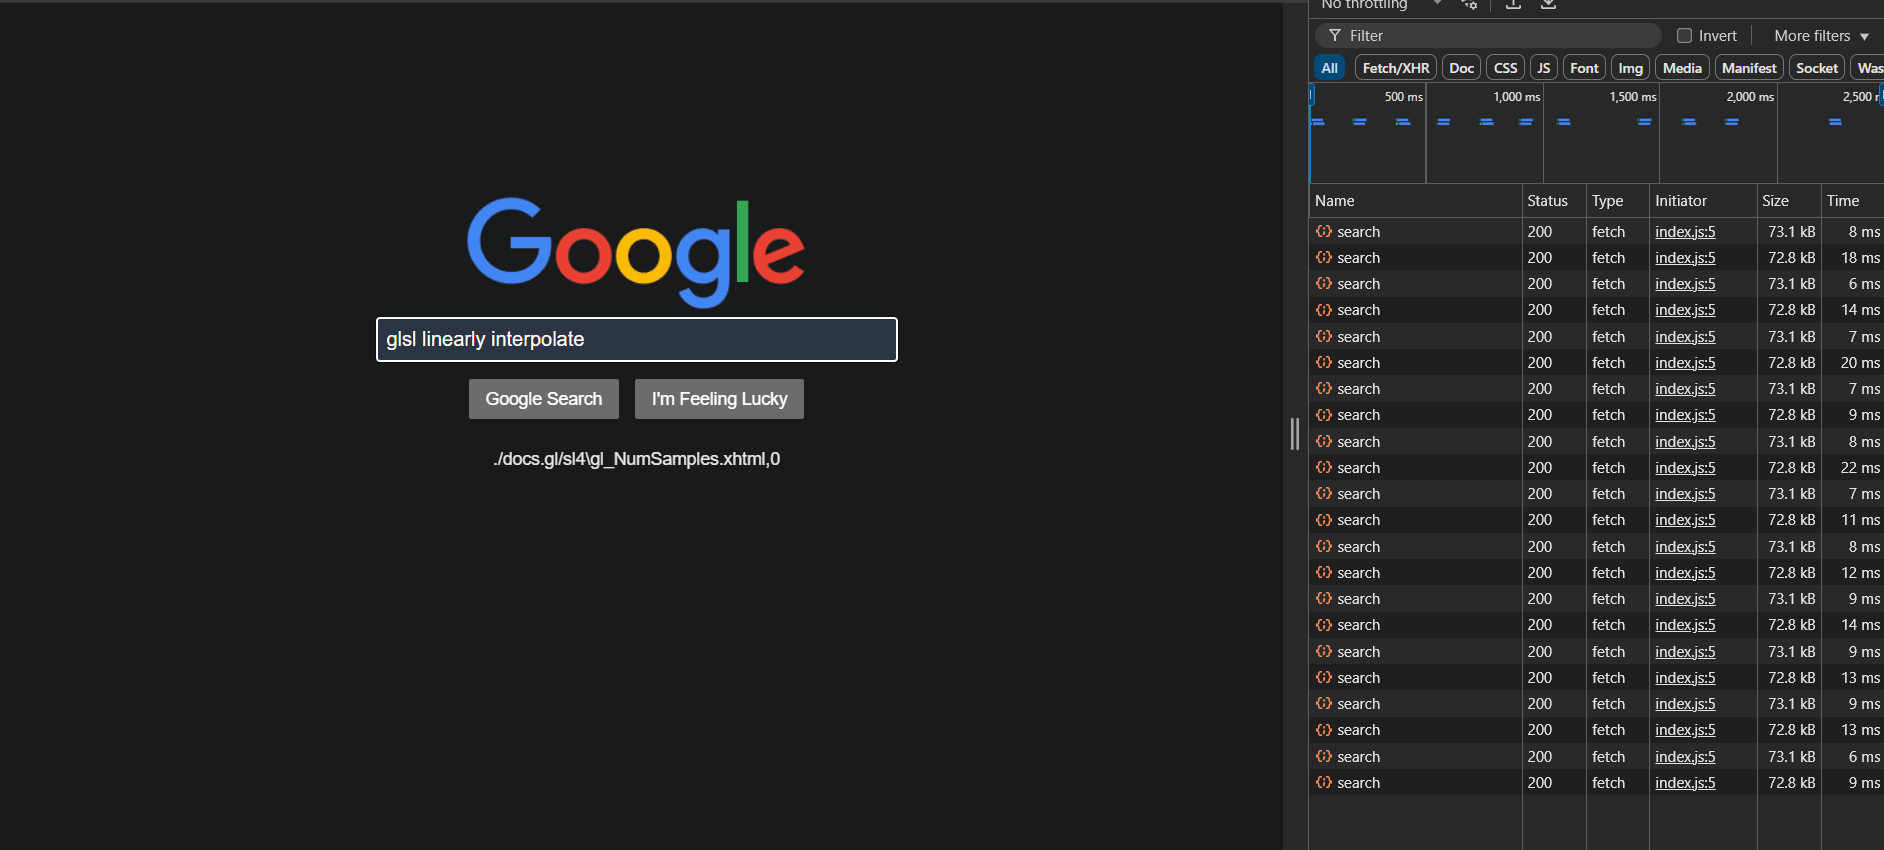 Google
glsl linearly interpolate
Google Search I'm Feeling Lucky
./docs.gl/sl4\gl_NumSamples.xhtml,0
No throttling
Filter Invert More filters
All Fetch/XHR Doc CSS JS Font Img Media Manifest Socket Was
500 ms 1,000 ms 1,500 ms 2,000 ms 2,500 r
Name Status Type Initiator Size Time
search 200 fetch index.js:5 73.1 kB 8 ms
search 200 fetch index.js:5 72.8 kB 18 ms
search 200 fetch index.js:5 73.1 kB 6 ms
search 200 fetch index.js:5 72.8 kB 14 ms
search 200 fetch index.js:5 73.1 kB 7 ms
search 200 fetch index.js:5 72.8 kB 20 ms
search 200 fetch index.js:5 73.1 kB 7 ms
search 200 fetch index.js:5 72.8 kB 9 ms
search 200 fetch index.js:5 73.1 kB 8 ms
search 200 fetch index.js:5 72.8 kB 22 ms
search 200 fetch index.js:5 73.1 kB 7 ms
search 200 fetch index.js:5 72.8 kB 11 ms
search 200 fetch index.js:5 73.1 kB 8 ms
search 200 fetch index.js:5 72.8 kB 12 ms
search 200 fetch index.js:5 73.1 kB 9 ms
search 200 fetch index.js:5 72.8 kB 14 ms
search 200 fetch index.js:5 73.1 kB 9 ms
search 200 fetch index.js:5 72.8 kB 13 ms
search 200 fetch index.js:5 73.1 kB 9 ms
search 200 fetch index.js:5 72.8 kB 13 ms
search 200 fetch index.js:5 73.1 kB 6 ms
search 200 fetch index.js:5 72.8 kB 9 ms